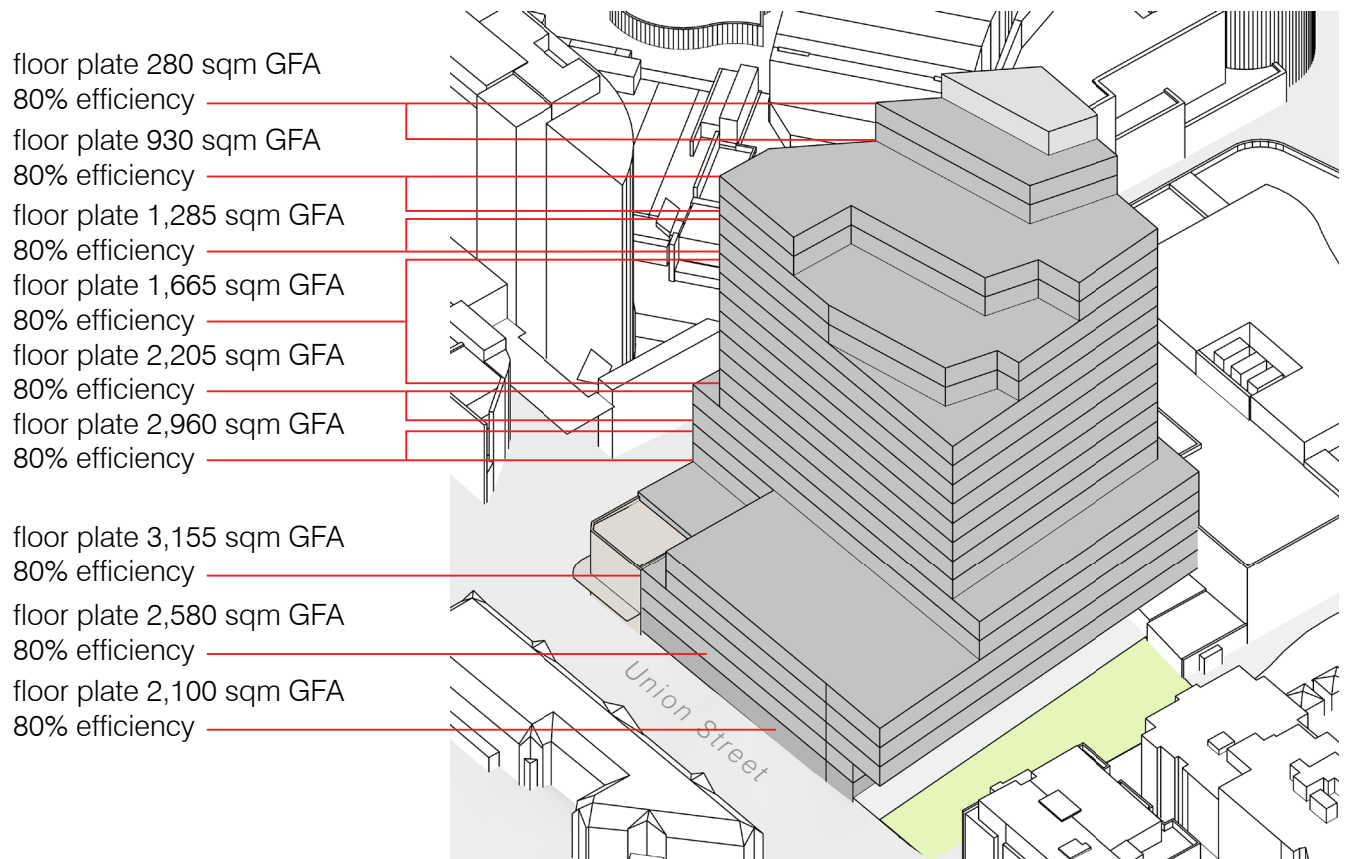 floor plate 280 sqm GFA
80% efficiency
floor plate 930 sqm GFA
80% efficiency
floor plate 1,285 sqm GFA
80% efficiency
floor plate 1,665 sqm GFA
80% efficiency
floor plate 2,205 sqm GFA
80% efficiency
floor plate 2,960 sqm GFA
80% efficiency
floor plate 3,155 sqm GFA
80% efficiency
floor plate 2,580 sqm GFA
80% efficiency
floor plate 2,100 sqm GFA
80% efficiency
Union Street